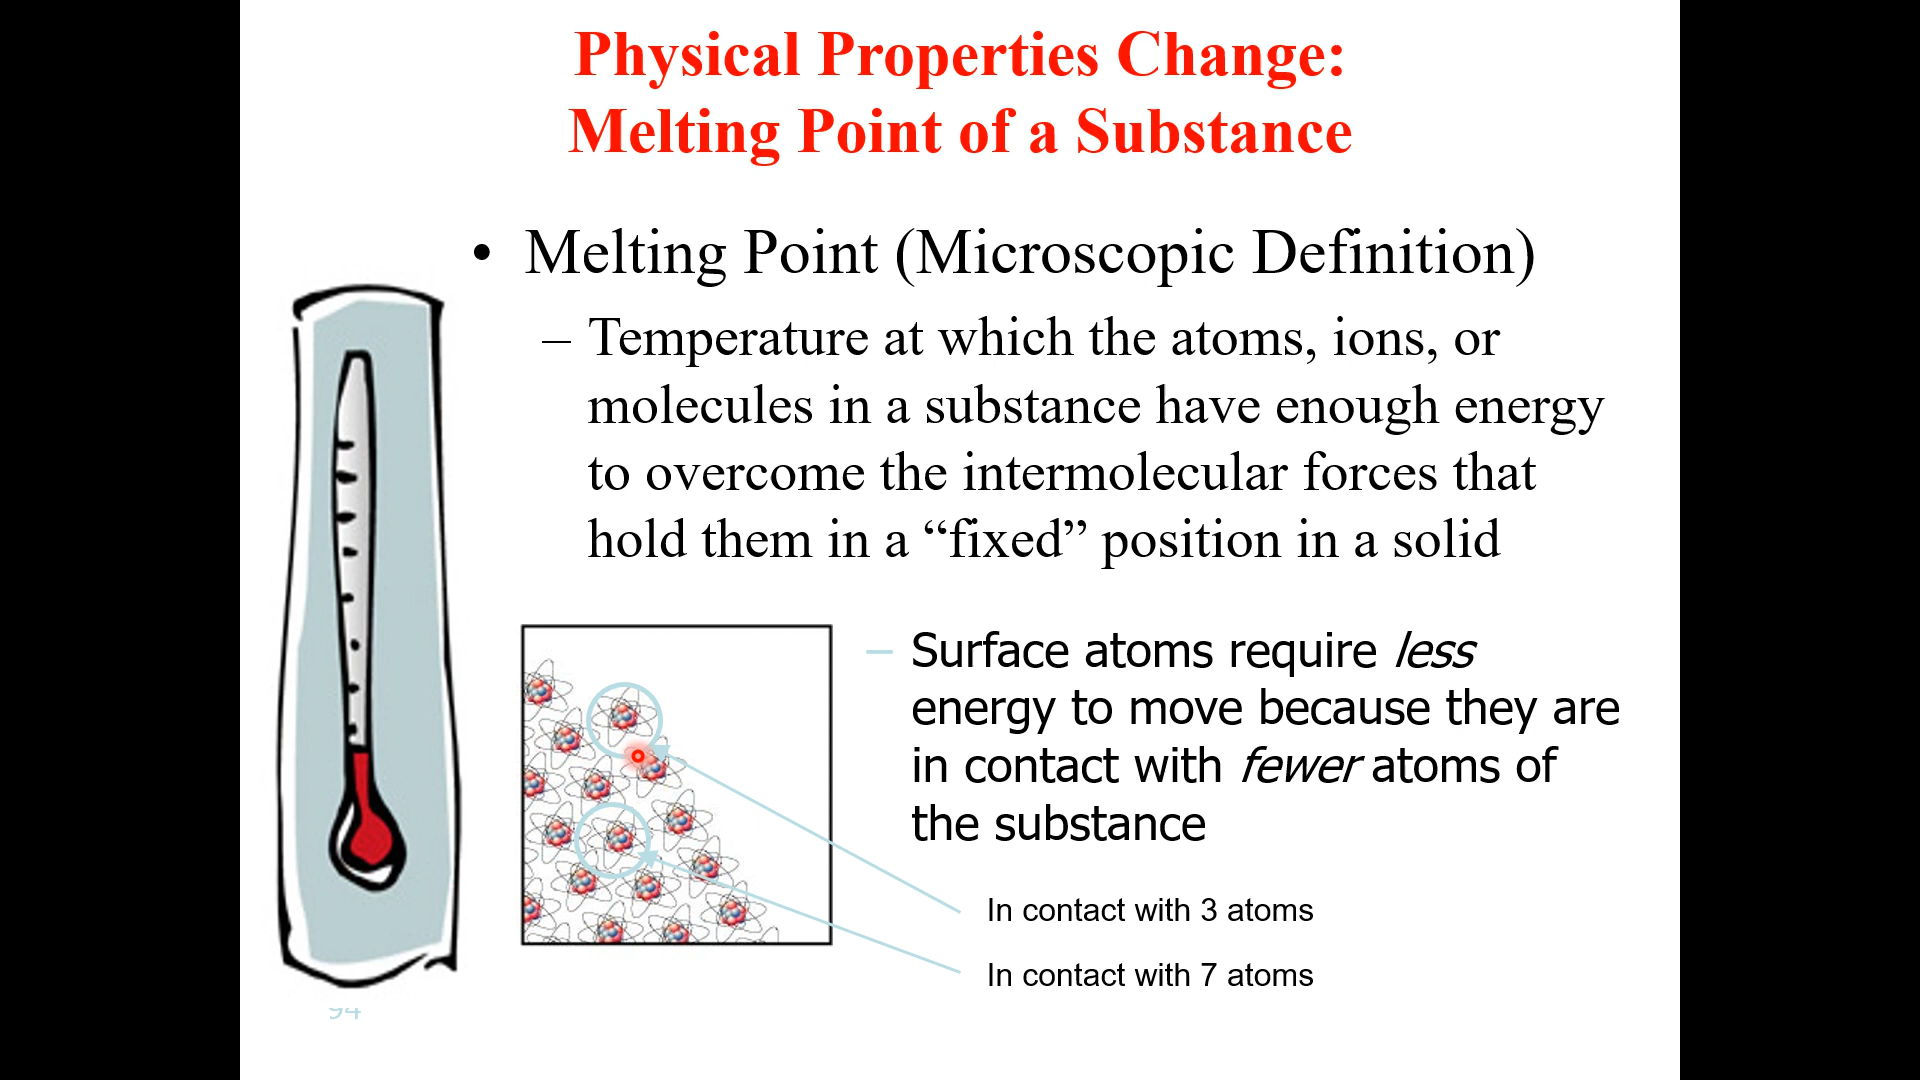 Physical Properties Change:
Melting Point of a Substance
• Melting Point (Microscopic Definition)
– Temperature at which the atoms, ions, or
molecules in a substance have enough energy
to overcome the intermolecular forces that
hold them in a “fixed” position in a solid
– Surface atoms require less
energy to move because they are
in contact with fewer atoms of
the substance
In contact with 3 atoms
In contact with 7 atoms
94